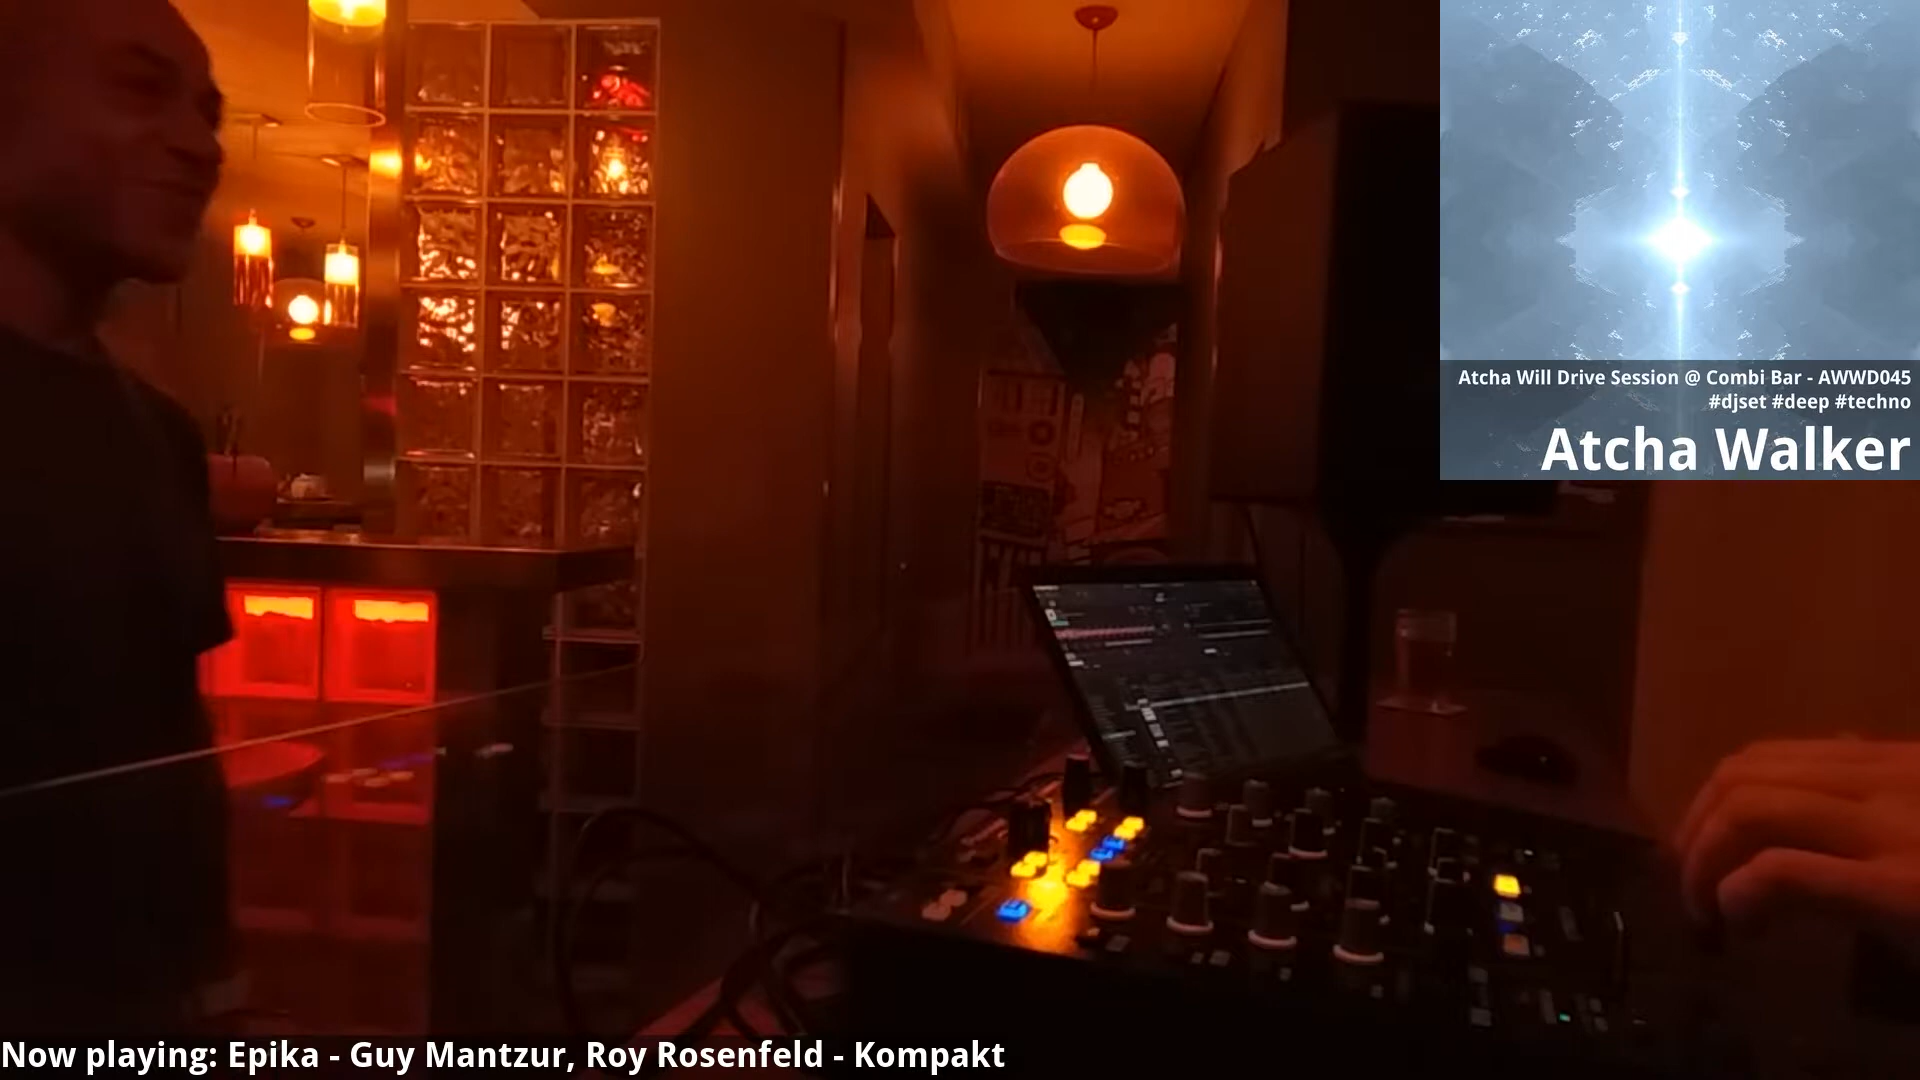 Atcha Will Drive Session @ Combi Bar - AWWD045
#djset #deep #techno
Atcha Walker
Now playing: Epika - Guy Mantzur, Roy Rosenfeld - Kompakt